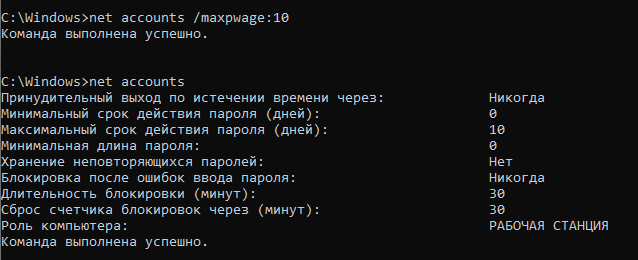 C:\Windows>net accounts /maxpwage:10
Команда выполнена успешно.
C:\Windows>net accounts
Принудительный выход по истечении времени через: Никогда
Минимальный срок действия пароля (дней): 0
Максимальный срок действия пароля (дней): 10
Минимальная длина пароля: 0
Хранение неповторяющихся паролей: Нет
Блокировка после ошибок ввода пароля: Никогда
Длительность блокировки (минут): 30
Сброс счетчика блокировок через (минут): 30
Роль компьютера: РАБОЧАЯ СТАНЦИЯ
Команда выполнена успешно.